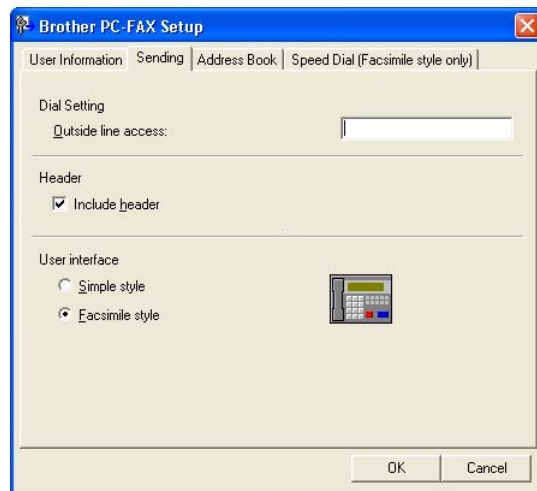 Brother PC-FAX Setup
User Information Sending Address Book Speed Dial (Facsimile style only)
Dial Setting
Outside line access:
Header
Include header
User interface
Simple style
Facsimile style
OK Cancel